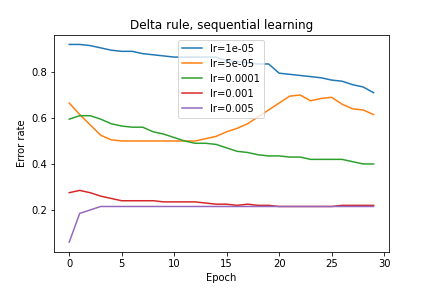 Delta rule, sequential learning
lr=1e-05
lr=5e-05
lr=0.0001
lr=0.001
lr=0.005
Error rate
0.8
0.6
0.4
0.2
0 5 10 15 20 25 30
Epoch